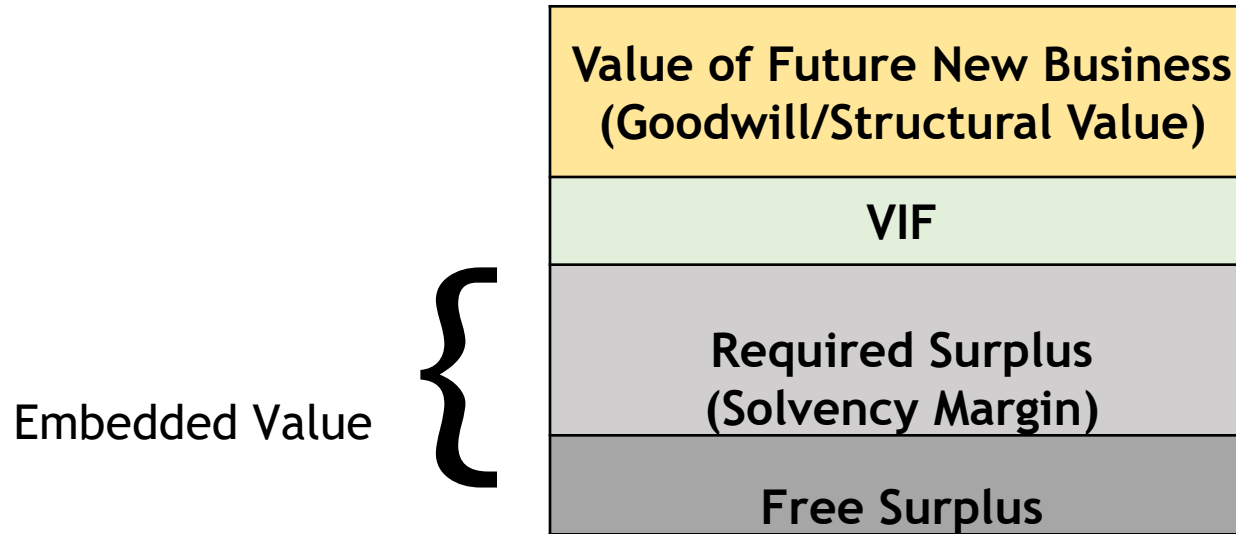 Value of Future New Business
(Goodwill/Structural Value)
VIF
Required Surplus
(Solvency Margin)
Embedded Value
{
Free Surplus